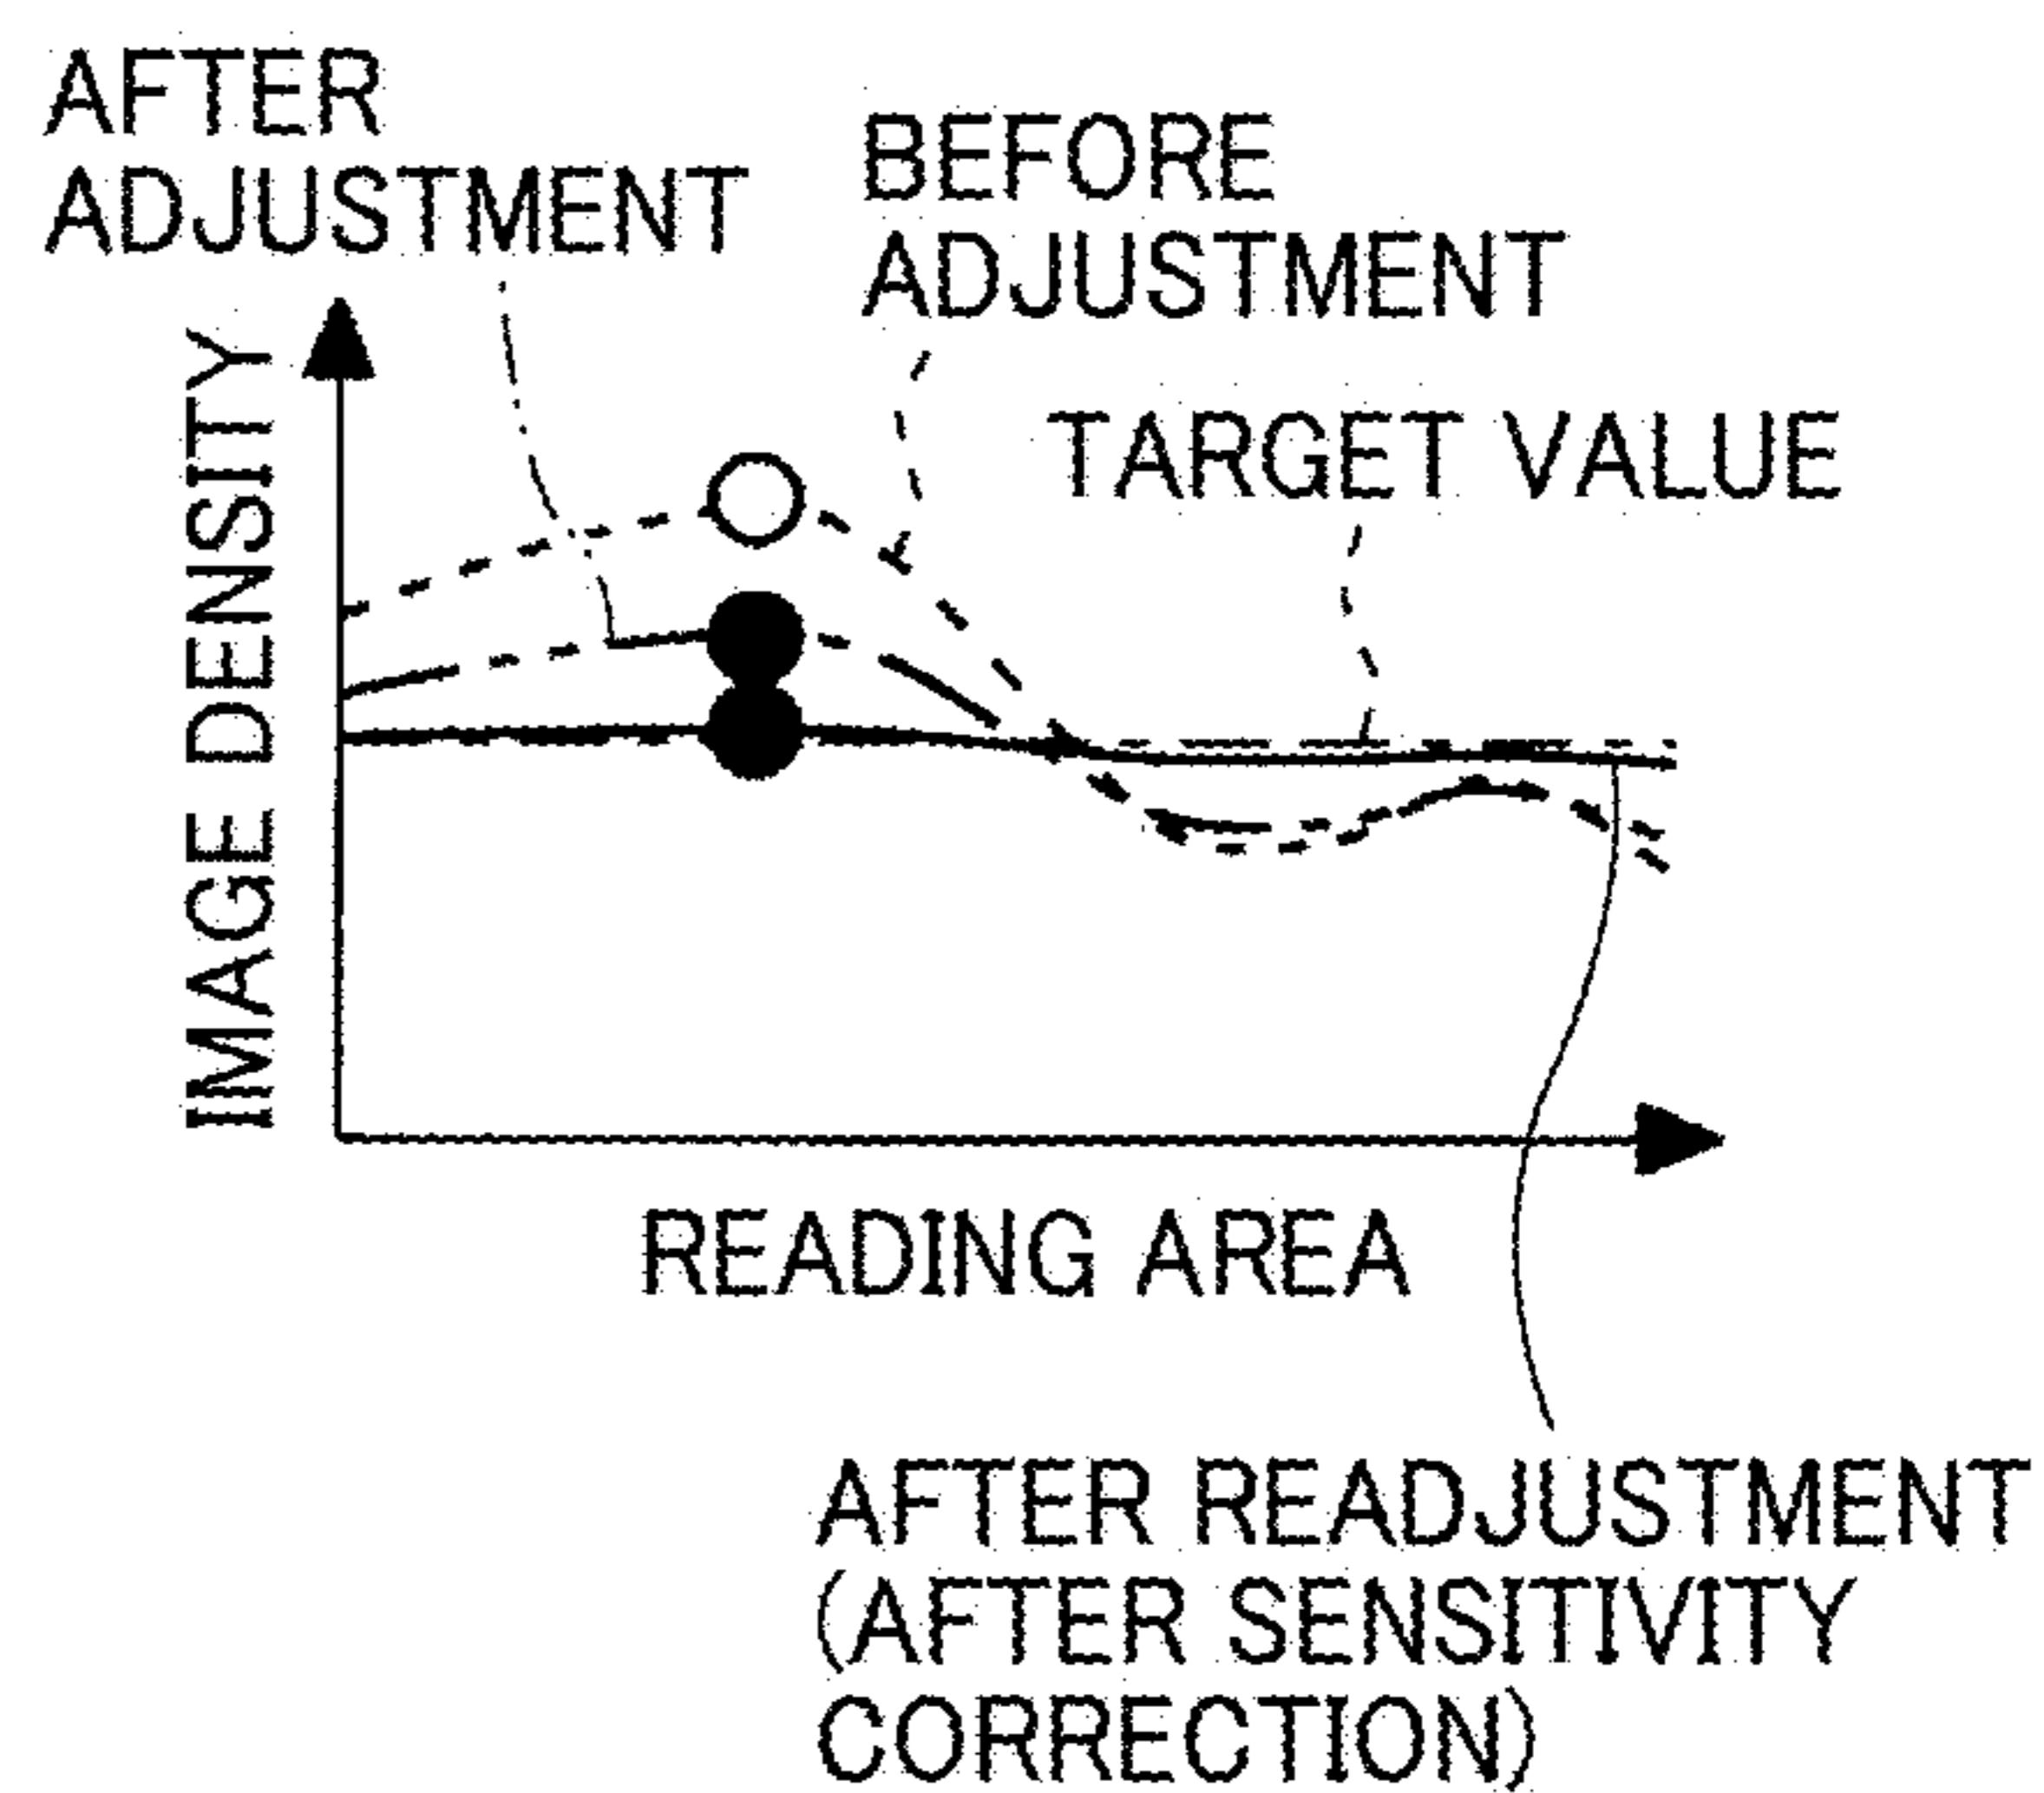 AFTER
ADJUSTMENT
BEFORE
ADJUSTMENT
TARGET VALUE
IMAGE DENSITY
READING AREA
AFTER READJUSTMENT
(AFTER SENSITIVITY
CORRECTION)